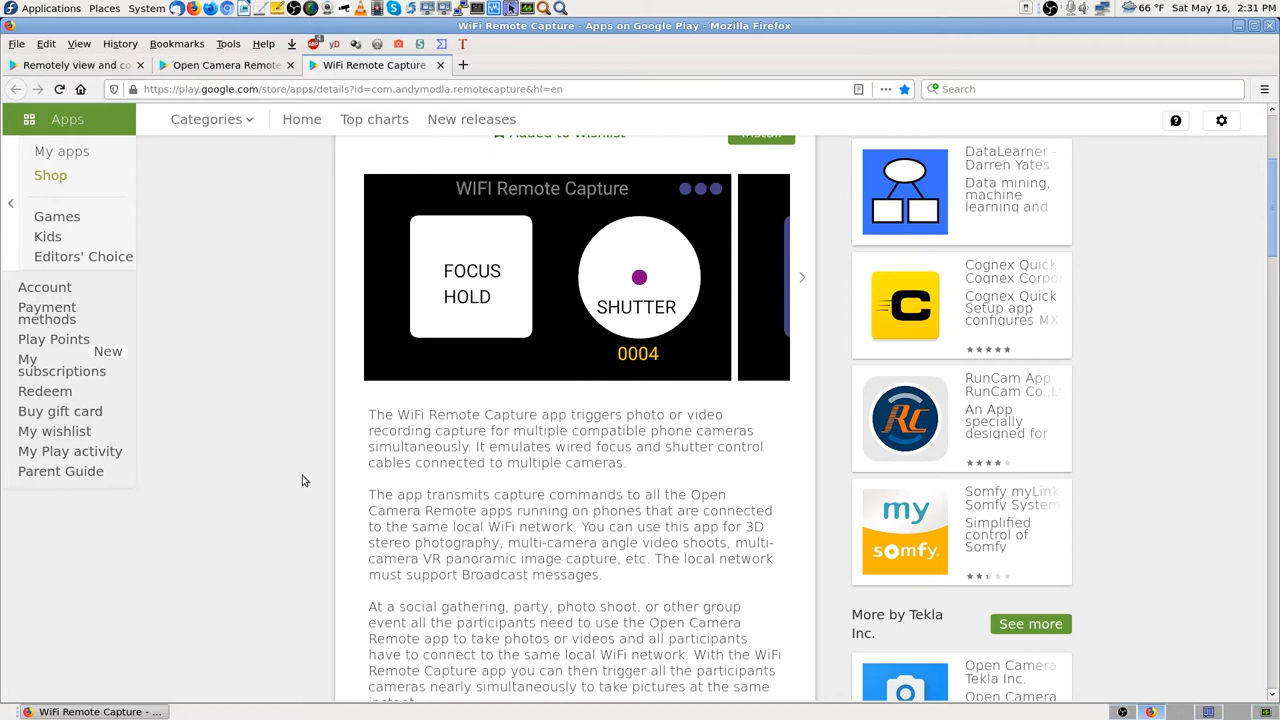 Applications Places System 66 °F Sat May 16, 2:31 PM
WiFi Remote Capture - Apps on Google Play - Mozilla Firefox
File Edit View History Bookmarks Tools Help
Remotely view and co Open Camera Remote WiFi Remote Capture -
https://play.google.com/store/apps/details?id=com.andymodla.remotecapture&hl=en Search
Apps Categories Home Top charts New releases
My apps
Shop
Games
Kids
Editors' Choice
Account
Payment
methods
Play Points
New
My
subscriptions
Redeem
Buy gift card
My wishlist
My Play activity
Parent Guide
Added to Wishlist Install
WIFI Remote Capture
FOCUS
HOLD
SHUTTER
0004
The WiFi Remote Capture app triggers photo or video
recording capture for multiple compatible phone cameras
simultaneously. It emulates wired focus and shutter control
cables connected to multiple cameras.
The app transmits capture commands to all the Open
Camera Remote apps running on phones that are connected
to the same local WiFi network. You can use this app for 3D
stereo photography, multi-camera angle video shoots, multi-
camera VR panoramic image capture, etc. The local network
must support Broadcast messages.
At a social gathering, party, photo shoot, or other group
event all the participants need to use the Open Camera
Remote app to take photos or videos and all participants
have to connect to the same local WiFi network. With the WiFi
Remote Capture app you can then trigger all the participants
cameras nearly simultaneously to take pictures at the same
DataLearner -
Darren Yates
Data mining,
machine
learning and
Cognex Quick
Cognex Corpo
Cognex Quick
Setup app
configures MX
RunCam App
RunCam Co.,L
An App
specially
designed for
RC
Somfy myLink
Somfy System
Simplified
control of
Somfy
my
somfy.
More by Tekla
Inc.
See more
Open Camera
Tekla Inc.
Open Camera
WiFi Remote Capture - ...